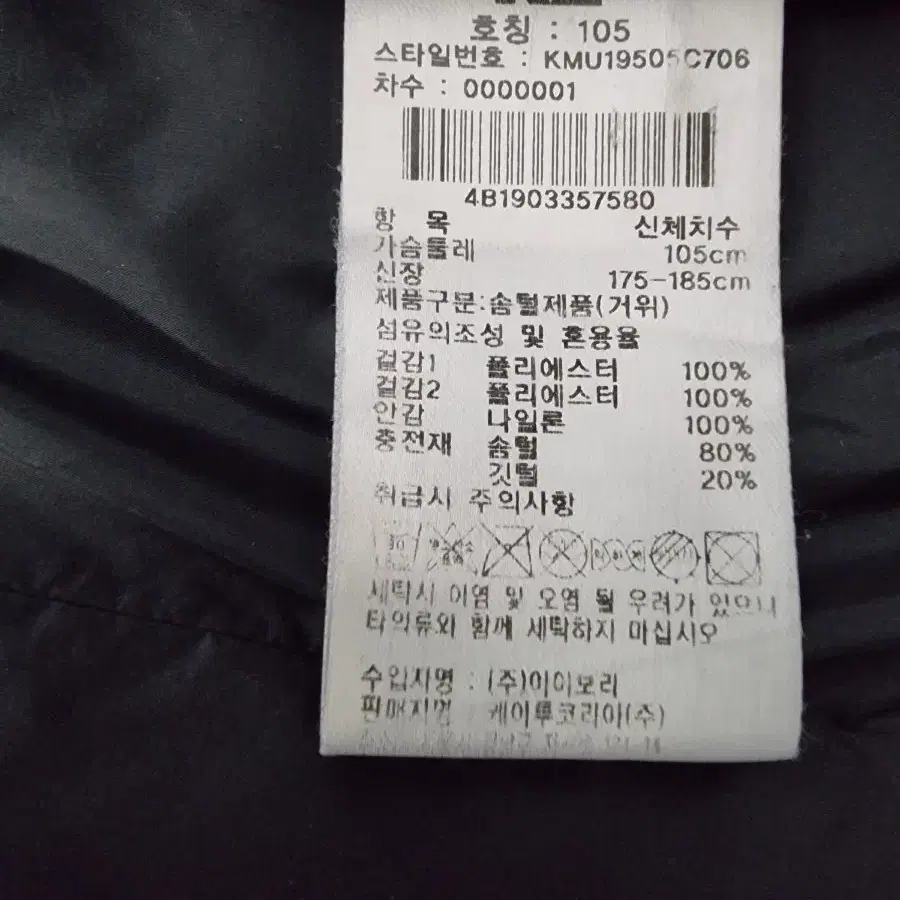 호칭 : 105
스타일번호 : KMU19505C706
차수 : 0000001
4B1903357580
항 목 신체치수
가슴둘레 105cm
신장 175-185cm
제품구분:솜털제품(거위)
섬유의조성 및 혼용율
겉감1 폴리에스터 100%
겉감2 폴리에스터 100%
안감 나일론 100%
충전재 솜털 80%
깃털 20%
취급시 주의사항
세탁시 이염 및 오염 될 우려가 있으니
타의류와 함께 세탁하지 마십시오
수입자명 : (주)이이보리
판매자명 케이투코리아(주)